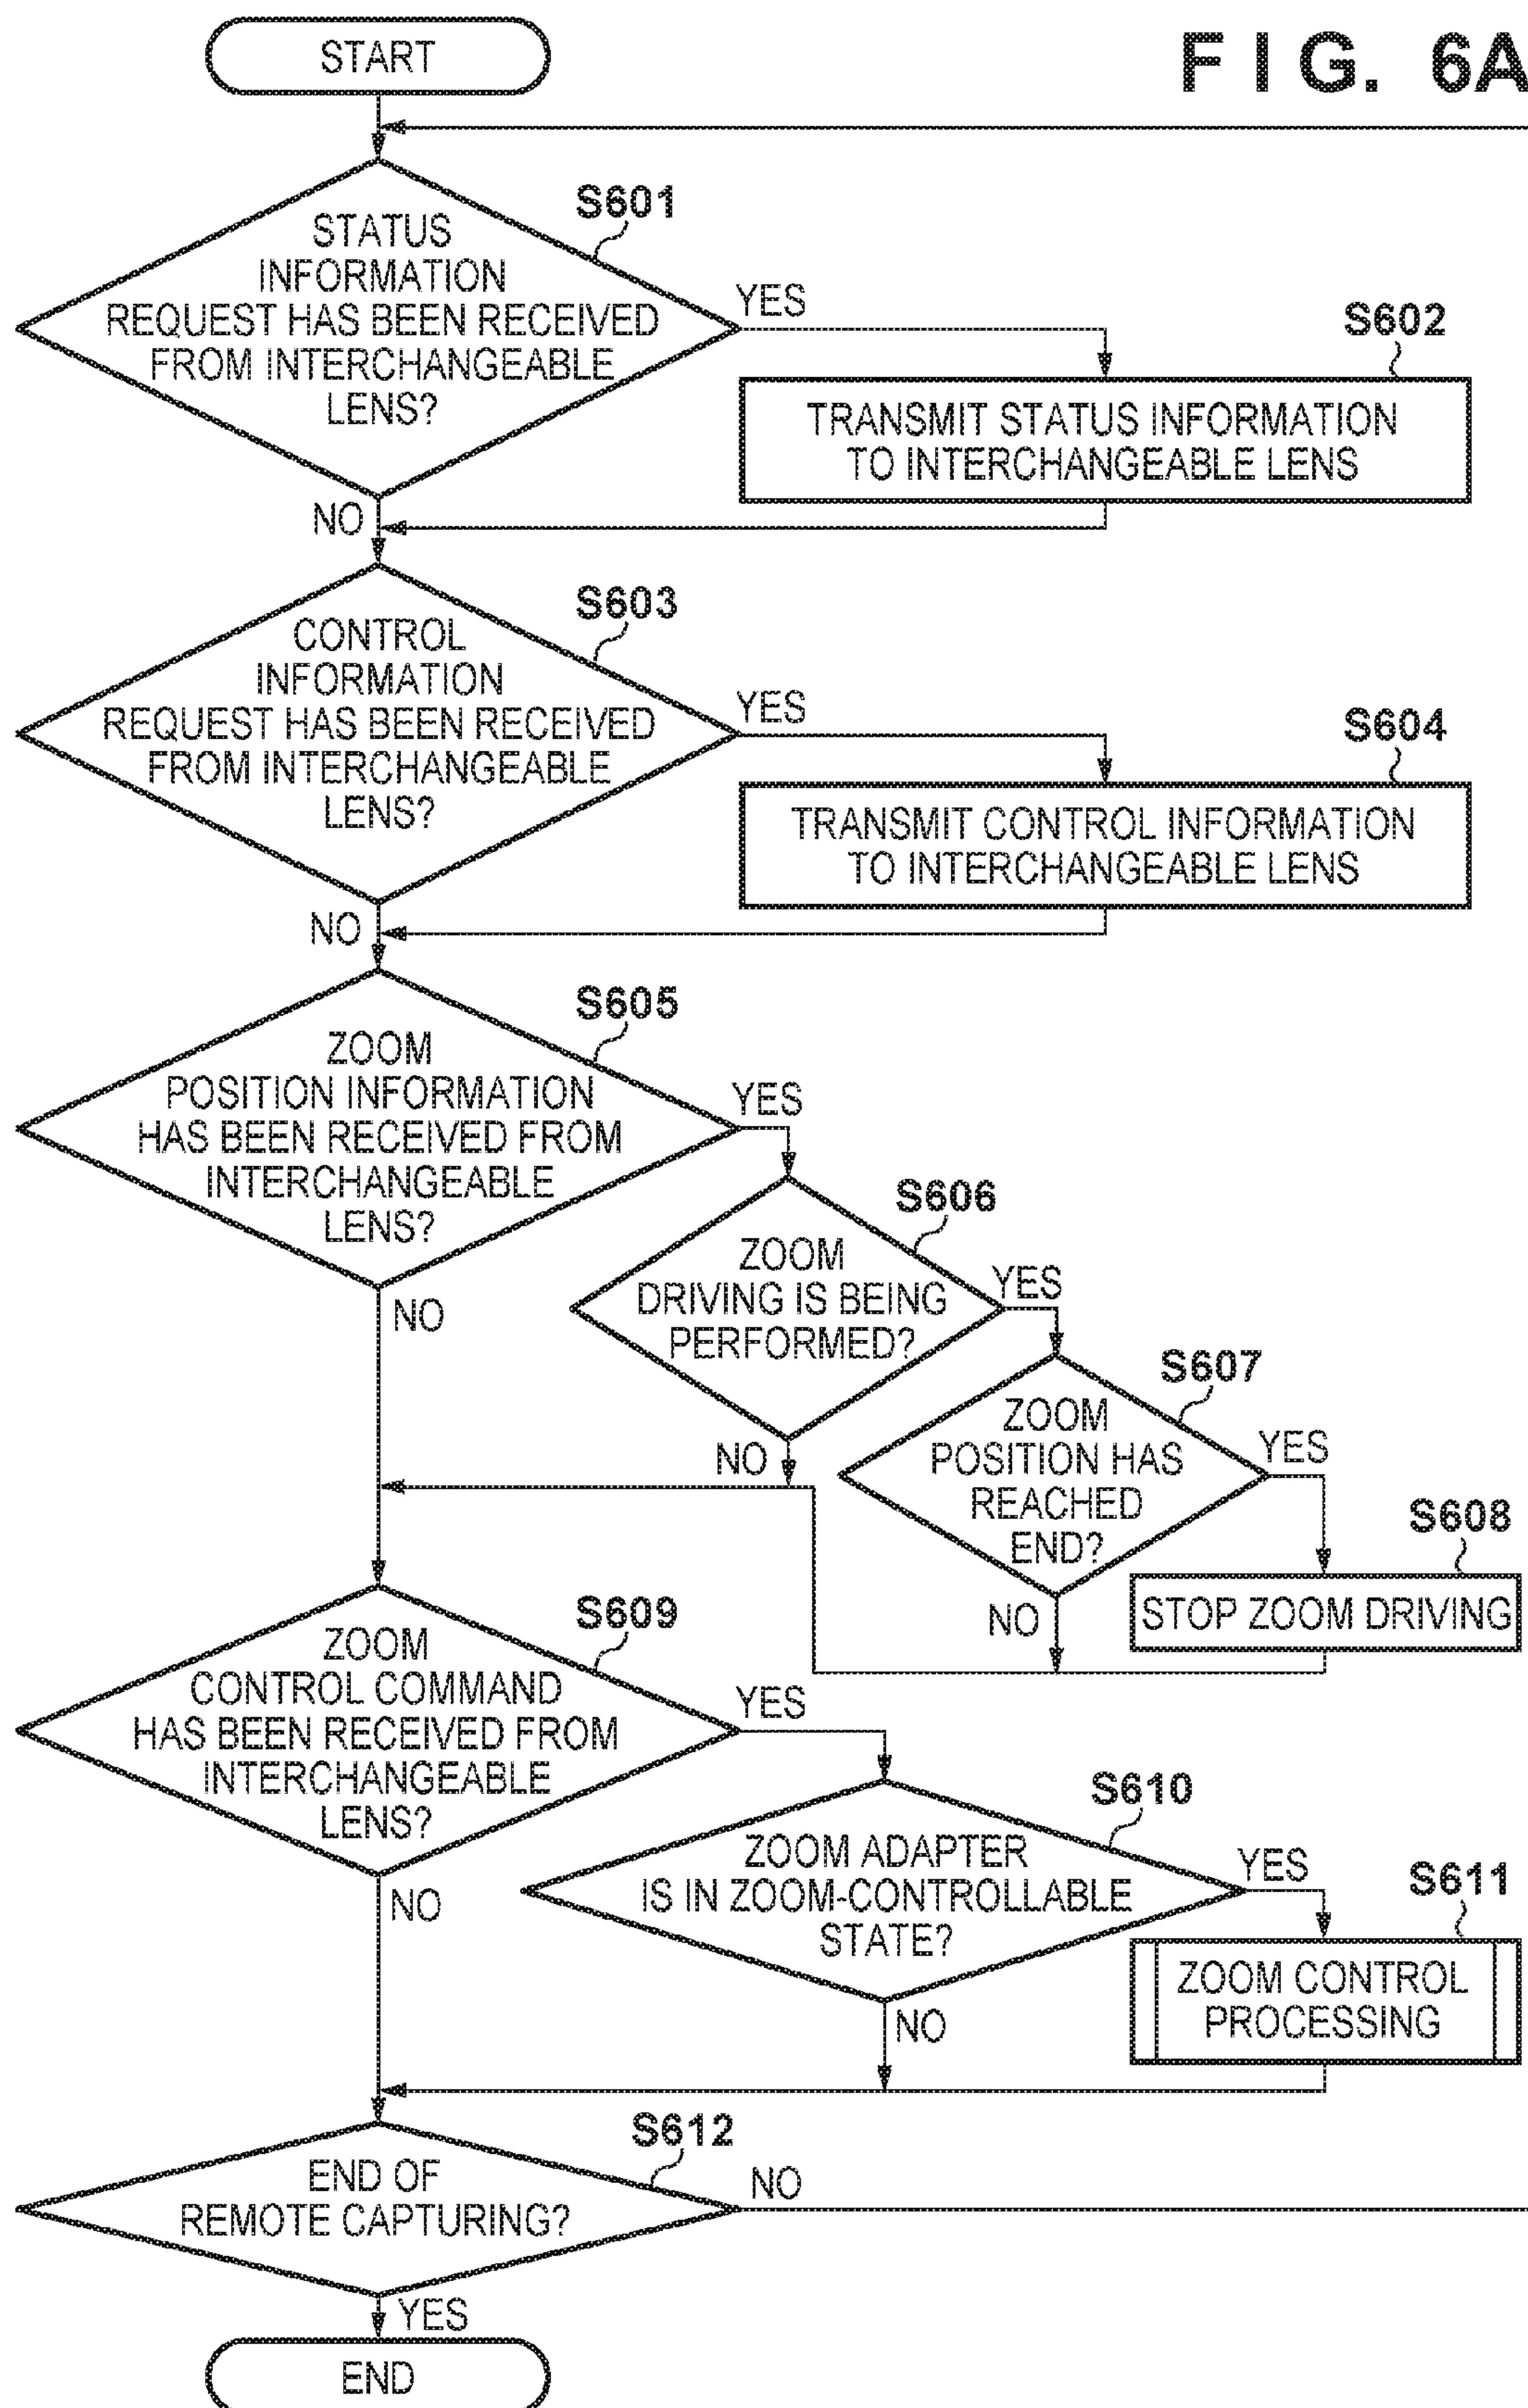 FIG. 6A
START
S601
STATUS
INFORMATION
REQUEST HAS BEEN RECEIVED
FROM INTERCHANGEABLE
LENS?
YES
NO
S602
TRANSMIT STATUS INFORMATION
TO INTERCHANGEABLE LENS
S603
CONTROL
INFORMATION
REQUEST HAS BEEN RECEIVED
FROM INTERCHANGEABLE
LENS?
YES
NO
S604
TRANSMIT CONTROL INFORMATION
TO INTERCHANGEABLE LENS
S605
ZOOM
POSITION INFORMATION
HAS BEEN RECEIVED FROM
INTERCHANGEABLE
LENS?
YES
NO
S606
ZOOM
DRIVING IS BEING
PERFORMED?
YES
NO
S607
ZOOM
POSITION HAS
REACHED
END?
YES
NO
S608
STOP ZOOM DRIVING
S609
ZOOM
CONTROL COMMAND
HAS BEEN RECEIVED FROM
INTERCHANGEABLE
LENS?
YES
NO
S610
ZOOM ADAPTER
IS IN ZOOM-CONTROLLABLE
STATE?
YES
NO
S611
ZOOM CONTROL
PROCESSING
S612
END OF
REMOTE CAPTURING?
NO
YES
END